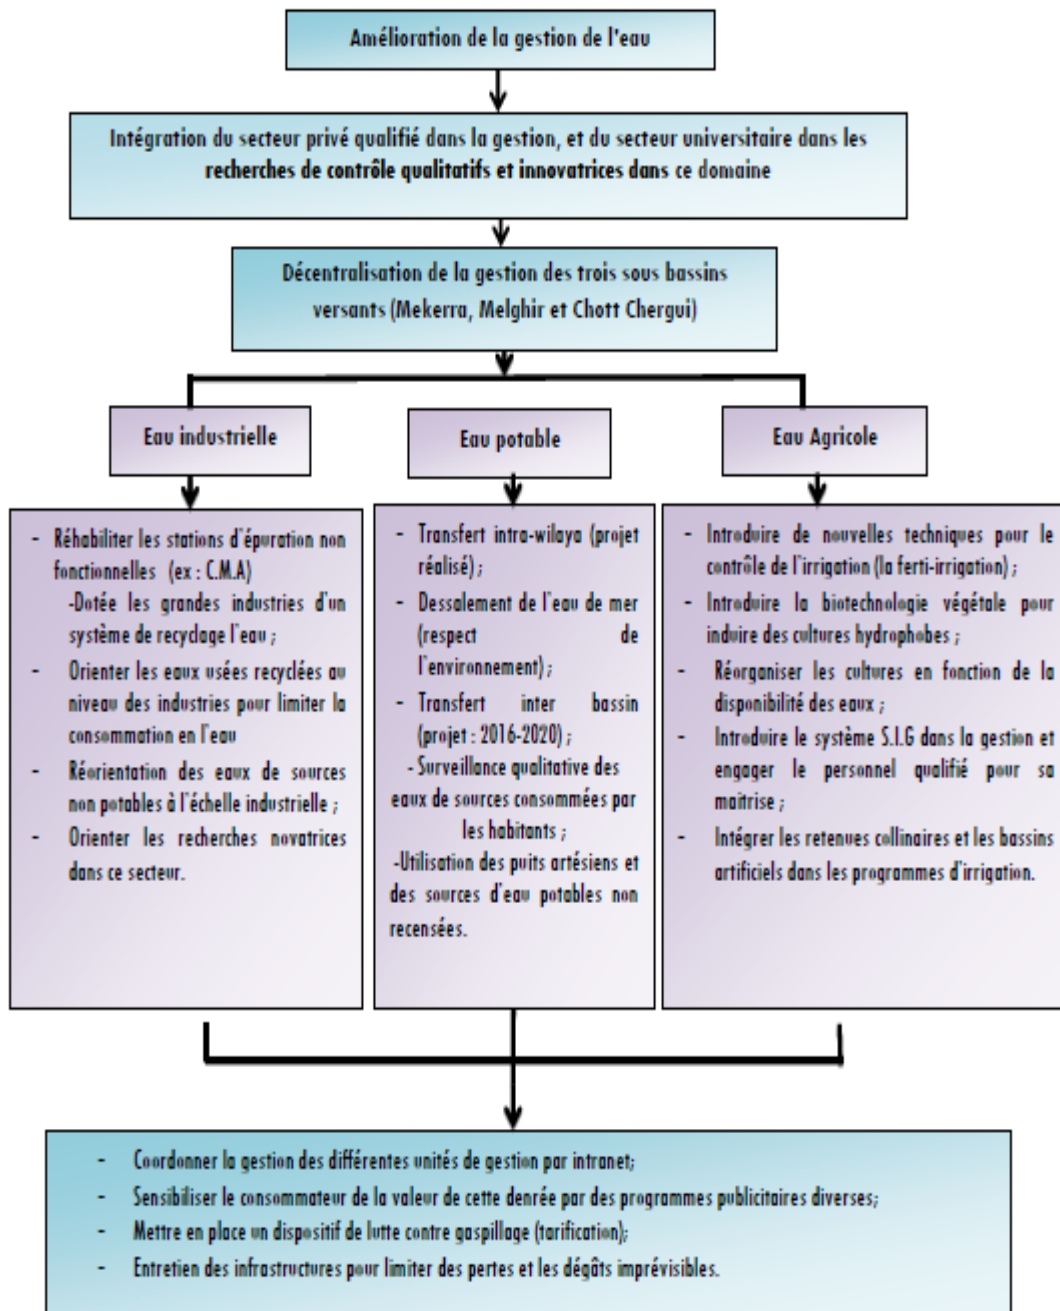 Amélioration de la gestion de l'eau
Intégration du secteur privé qualifié dans la gestion, et du secteur universitaire dans les
recherches de contrôle qualitatifs et innovatrices dans ce domaine
Décentralisation de la gestion des trois sous bassins
versants (Mekerra, Melghir et Chott Chergui)
Eau industrielle
Eau potable
Eau Agricole
- Réhabiliter les stations d'épuration non
fonctionnelles (ex : C.M.A)
-Dotée les grandes industries d'un
système de recyclage l'eau ;
- Orienter les eaux usées recyclées au
niveau des industries pour limiter la
consommation en l'eau
- Réorientation des eaux de sources
non potables à l'échelle industrielle ;
- Orienter les recherches novatrices
dans ce secteur.
- Transfert intra-wilaya (projet
réalisé) ;
- Dessalement de l'eau de mer
(respect de
l'environnement) ;
- Transfert inter bassin
(projet : 2016-2020) ;
- Surveillance qualitative des
eaux de sources consommées par
les habitants ;
-Utilisation des puits artésiens et
des sources d'eau potables non
recensées.
- Introduire de nouvelles techniques pour le
contrôle de l'irrigation (la ferti-irrigation) ;
- Introduire la biotechnologie végétale pour
induire des cultures hydrophobes ;
- Réorganiser les cultures en fonction de la
disponibilité des eaux ;
- Introduire le système S.I.G dans la gestion et
engager le personnel qualifié pour sa
maitrise ;
- Intégrer les retenues collinaires et les bassins
artificiels dans les programmes d'irrigation.
- Coordonner la gestion des différentes unités de gestion par intranet;
- Sensibiliser le consommateur de la valeur de cette denrée par des programmes publicitaires diverses;
- Mettre en place un dispositif de lutte contre gaspillage (tarification);
- Entretien des infrastructures pour limiter des pertes et les dégâts imprévisibles.